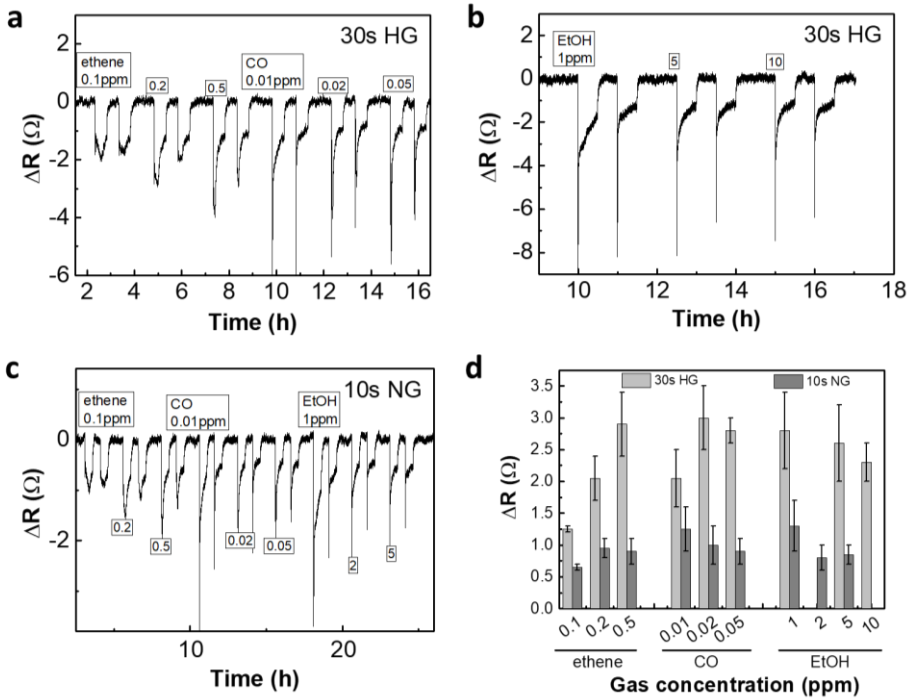 a
30s HG
ethene
0.1ppm
0.2
0.5
CO
0.01ppm
0.02
0.05
2
0
-2
-4
-6
ΔR (Ω)
2 4 6 8 10 12 14 16
Time (h)
b
30s HG
EtOH
1ppm
5
10
2
0
-2
-4
-6
-8
ΔR (Ω)
10 12 14 16 18
Time (h)
c
10s NG
ethene
0.1ppm
CO
0.01ppm
EtOH
1ppm
0.2
0.5
0.02
0.05
2
5
0
-2
ΔR (Ω)
10 20
Time (h)
d
30s HG
10s NG
3.5
3.0
2.5
2.0
1.5
1.0
0.5
0.0
ΔR (Ω)
0.1 0.2 0.5 0.01 0.02 0.05 1 2 5 10
ethene CO EtOH
Gas concentration (ppm)